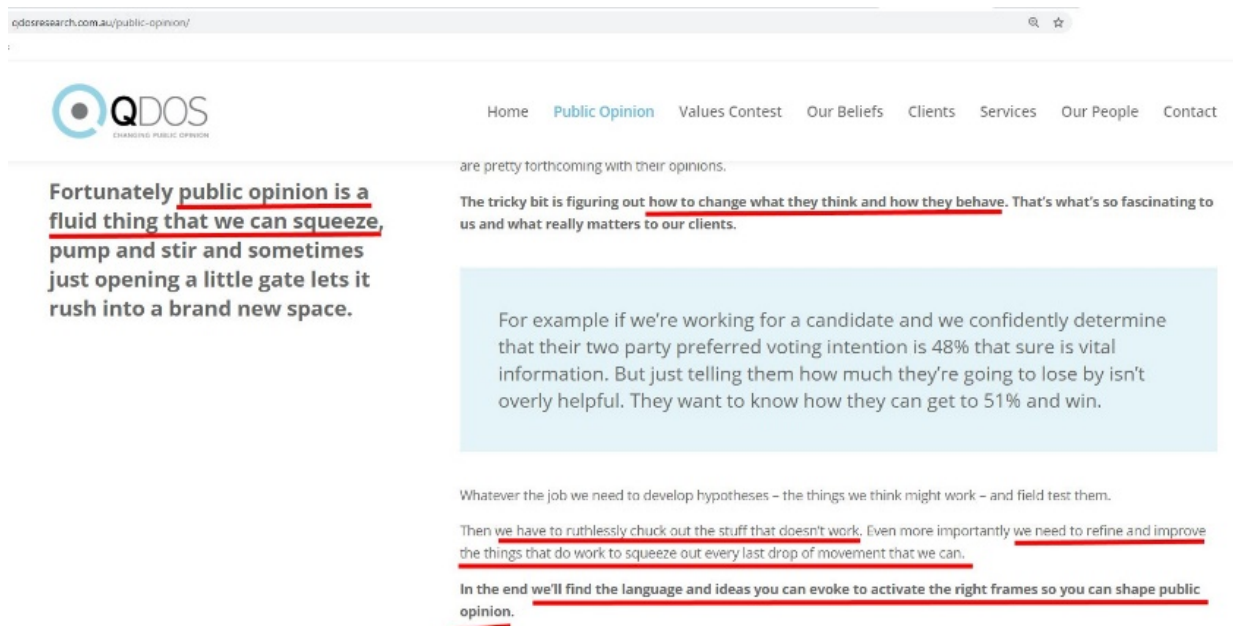 qdosresearch.com.au/public-opinion/
QDOS
CHANGING PUBLIC OPINION
Home Public Opinion Values Contest Our Beliefs Clients Services Our People Contact
Fortunately public opinion is a
fluid thing that we can squeeze,
pump and stir and sometimes
just opening a little gate lets it
rush into a brand new space.
are pretty forthcoming with their opinions.
The tricky bit is figuring out how to change what they think and how they behave. That's what's so fascinating to
us and what really matters to our clients.
For example if we're working for a candidate and we confidently determine
that their two party preferred voting intention is 48% that sure is vital
information. But just telling them how much they're going to lose by isn't
overly helpful. They want to know how they can get to 51% and win.
Whatever the job we need to develop hypotheses – the things we think might work – and field test them.
Then we have to ruthlessly chuck out the stuff that doesn't work. Even more importantly we need to refine and improve
the things that do work to squeeze out every last drop of movement that we can.
In the end we'll find the language and ideas you can evoke to activate the right frames so you can shape public
opinion.